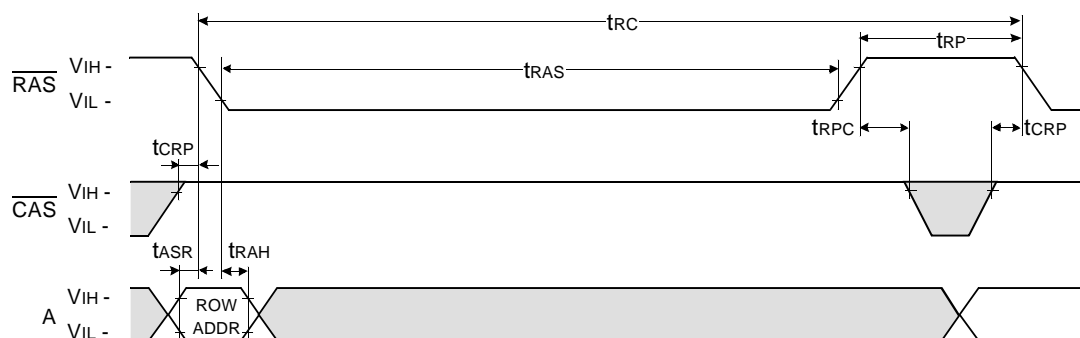 tRC
tRP
RAS
VIH -
VIL -
tRAS
tRPC
tCRP
tCRP
CAS
VIH -
VIL -
tASR
tRAH
A
VIH -
VIL -
ROW
ADDR